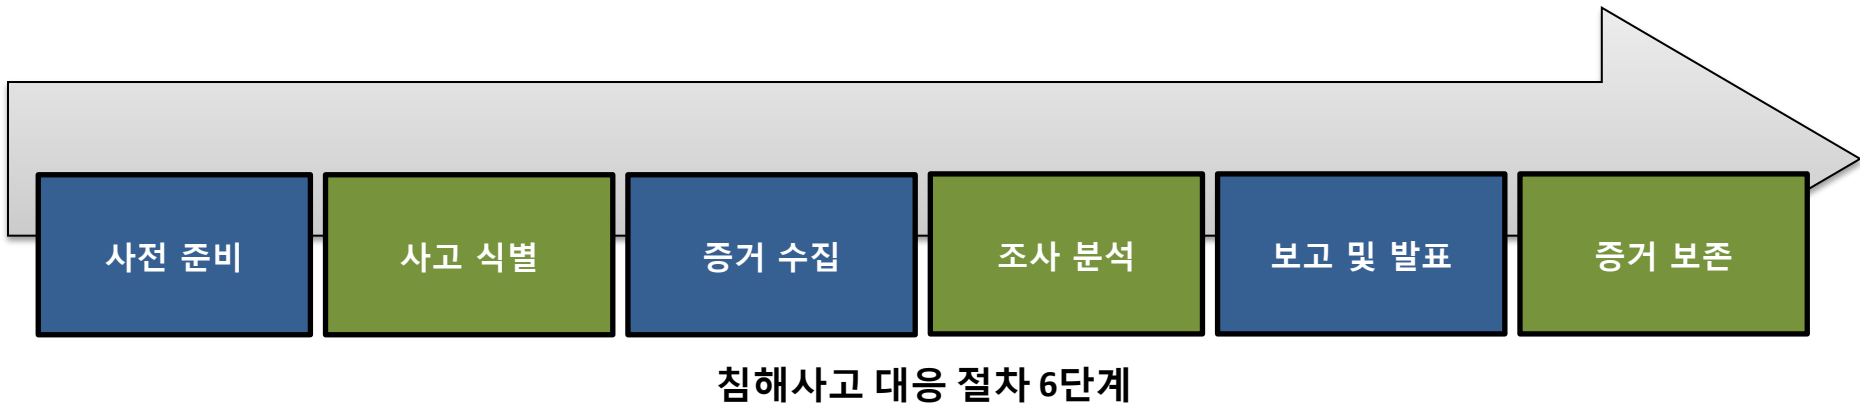 사전 준비
사고 식별
증거 수집
조사 분석
보고 및 발표
증거 보존
침해사고 대응 절차 6단계